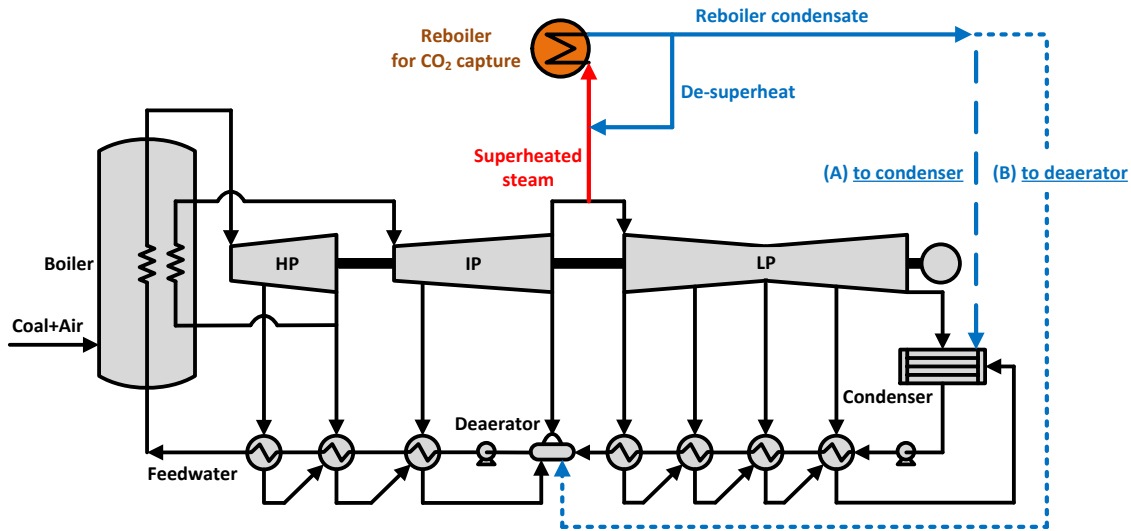 Reboiler condensate
Reboiler
for CO₂ capture
De-superheat
Superheated
steam
(A) to condenser
(B) to deaerator
Boiler
HP
IP
LP
Coal+Air
Condenser
Deaerator
Feedwater